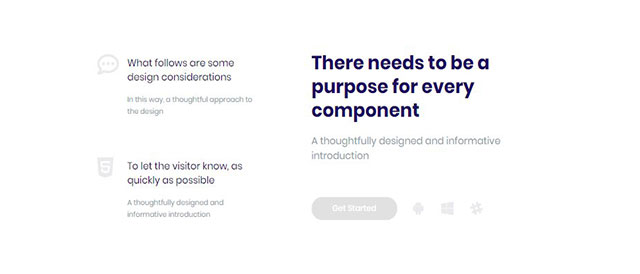 What follows are some
design considerations
In this way, a thoughtful approach to
the design
To let the visitor know, as
quickly as possible
A thoughtfully designed and
informative introduction
There needs to be a
purpose for every
component
A thoughtfully designed and informative
introduction
Get Started